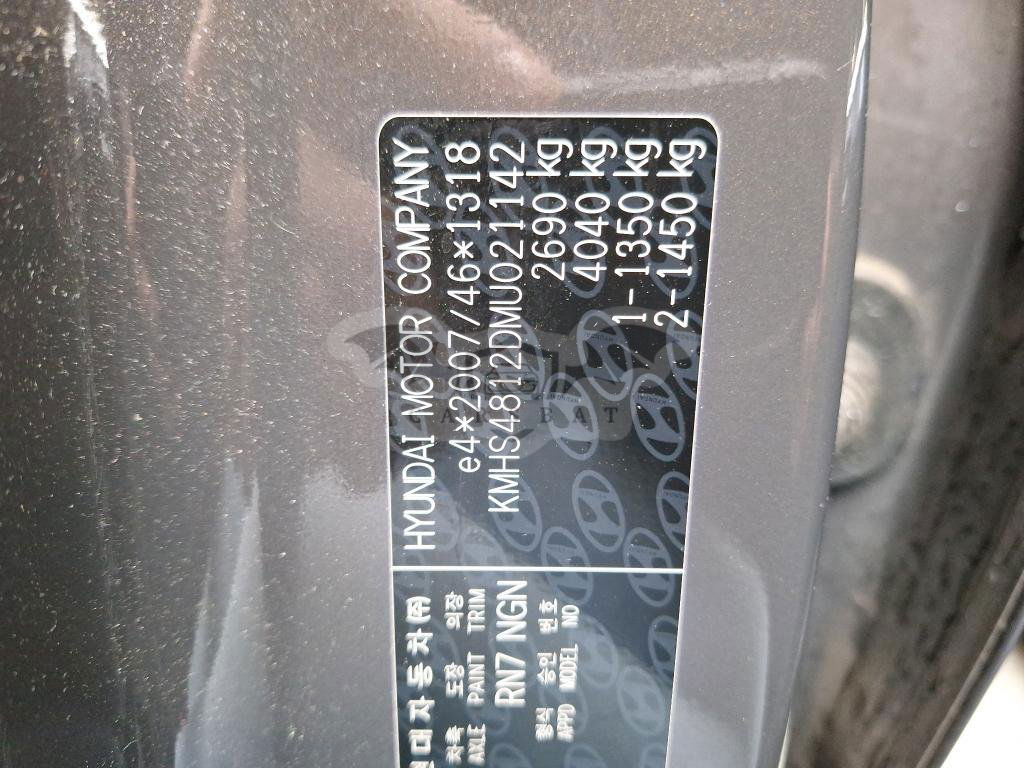 HYUNDAI MOTOR COMPANY
e4*2007/46*1318
KMHS4812DMU021142
2690 kg
4040 kg
1-1350 kg
2-1450 kg
대자동차㈜
축 도장 의장
AXLE PAINT TRIM
RN7 NGN
형식 승인 번호
APPD MODEL NO